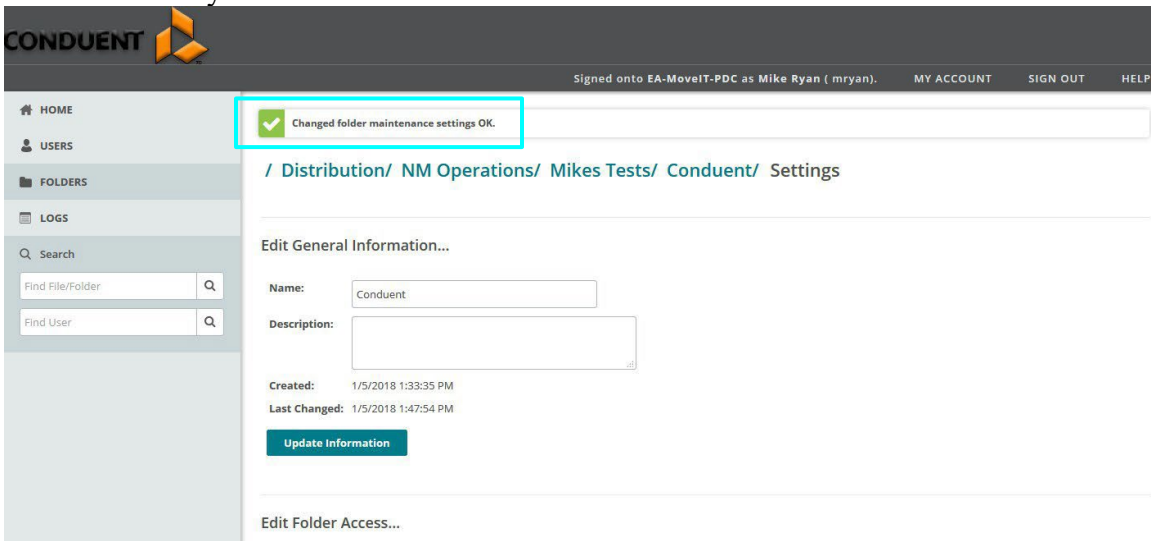 CONDUENT
Signed onto EA-MoveIT-PDC as Mike Ryan ( mryan). MY ACCOUNT SIGN OUT HELP
HOME
USERS
FOLDERS
LOGS
Search
Find File/Folder
Find User
Changed folder maintenance settings OK.
/ Distribution/ NM Operations/ Mikes Tests/ Conduent/ Settings
Edit General Information...
Name: Conduent
Description:
Created: 1/5/2018 1:33:35 PM
Last Changed: 1/5/2018 1:47:54 PM
Update Information
Edit Folder Access...